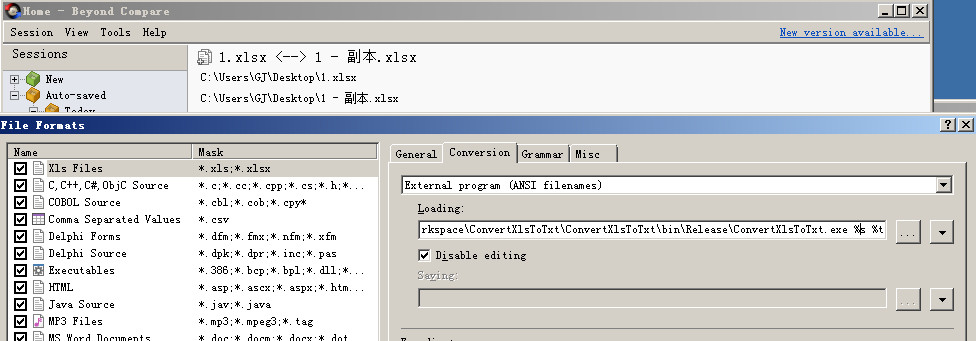 Home - Beyond Compare
Session View Tools Help New version available...
Sessions
1.xlsx <--> 1 - 副本.xlsx
New
C:\Users\GJ\Desktop\1.xlsx
Auto-saved
C:\Users\GJ\Desktop\1 - 副本.xlsx
Today
File Formats
Name Mask
General Conversion Grammar Misc
Xls Files *.xls;*.xlsx
C,C++,C#,ObjC Source *.c;*.cc;*.cpp;*.cs;*.h;*...
External program (ANSI filenames)
COBOL Source *.cbl;*.cob;*.cpy*
Loading:
Comma Separated Values *.csv
rkspace\ConvertXlsToTxt\ConvertXlsToTxt\bin\Release\ConvertXlsToTxt.exe %s %t
Delphi Forms *.dfm;*.fmx;*.nfm;*.xfm
Delphi Source *.dpk;*.dpr;*.inc;*.pas
Disable editing
Executables *.386;*.bcp;*.bpl;*.dll;*...
Saving:
HTML *.asp;*.ascx;*.aspx;*.htm...
Java Source *.jav;*.java
MP3 Files *.mp3;*.mpeg3;*.tag
MS Word Documents *.doc;*.docm;*.docx;*.dot